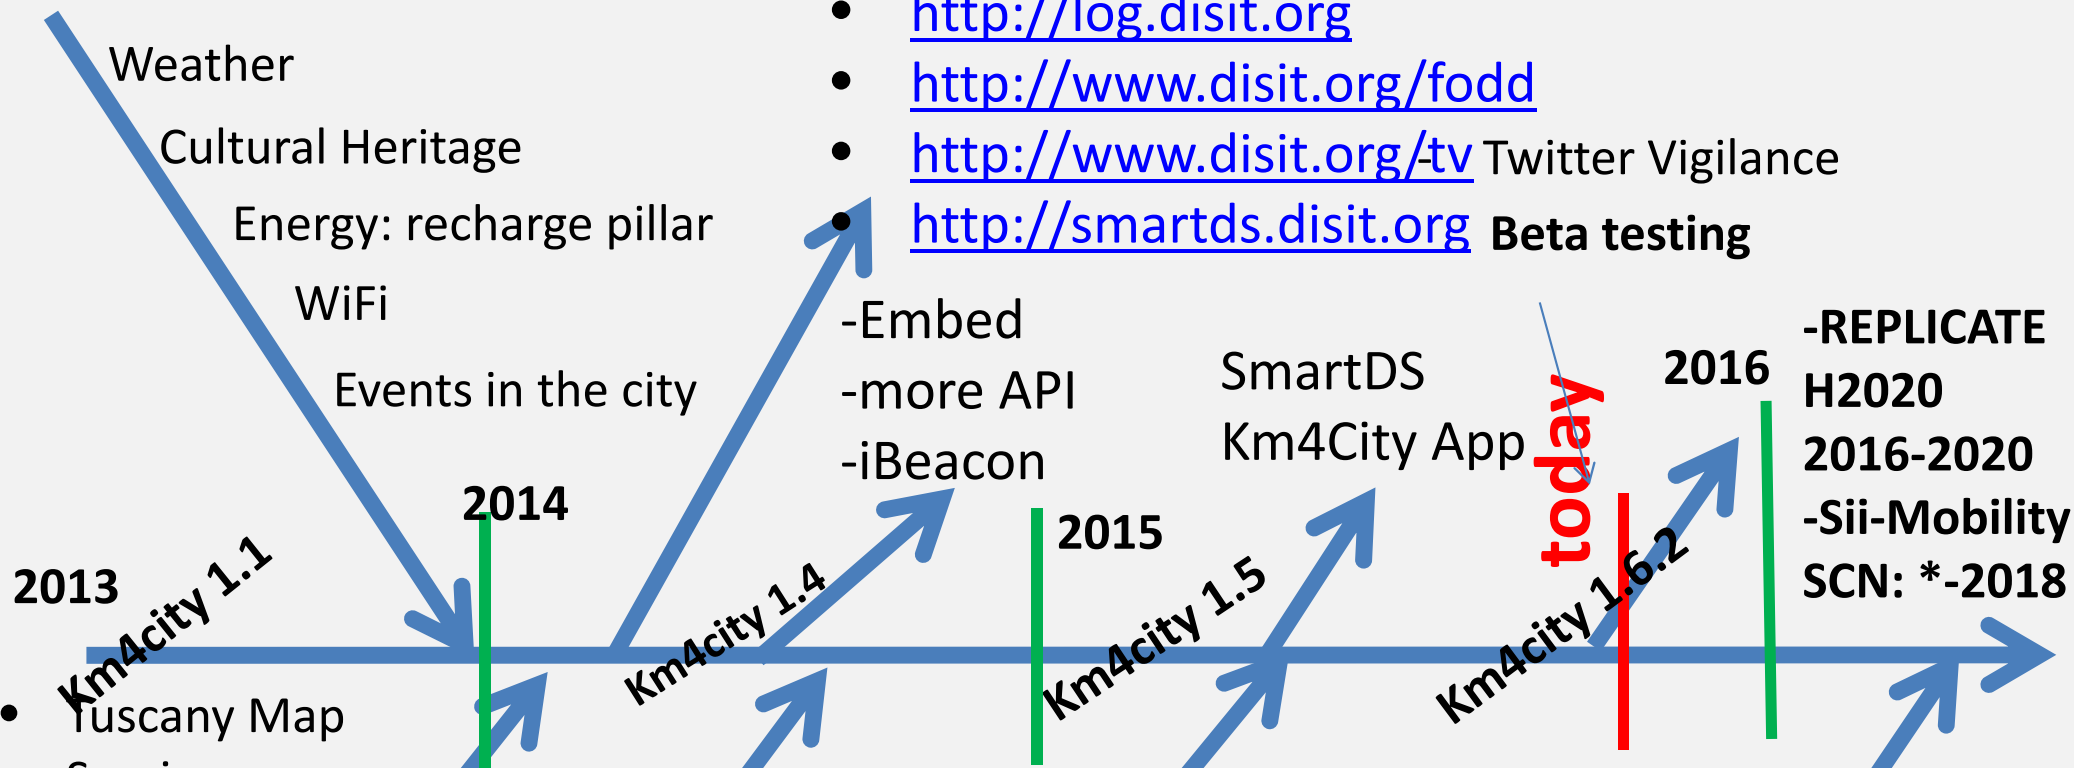 Weather
Cultural Heritage
Energy: recharge pillar
WiFi
Events in the city
http://log.disit.org
http://www.disit.org/fodd
http://www.disit.org/tv - Twitter Vigilance
http://smartds.disit.org Beta testing
-Embed
-more API
-iBeacon
SmartDS
Km4City App
today
2016
-REPLICATE
H2020
2016-2020
-Sii-Mobility
SCN: *-2018
2013
2014
2015
Km4city 1.1
Km4city 1.4
Km4city 1.5
Km4city 1.6.2
Tuscany Map